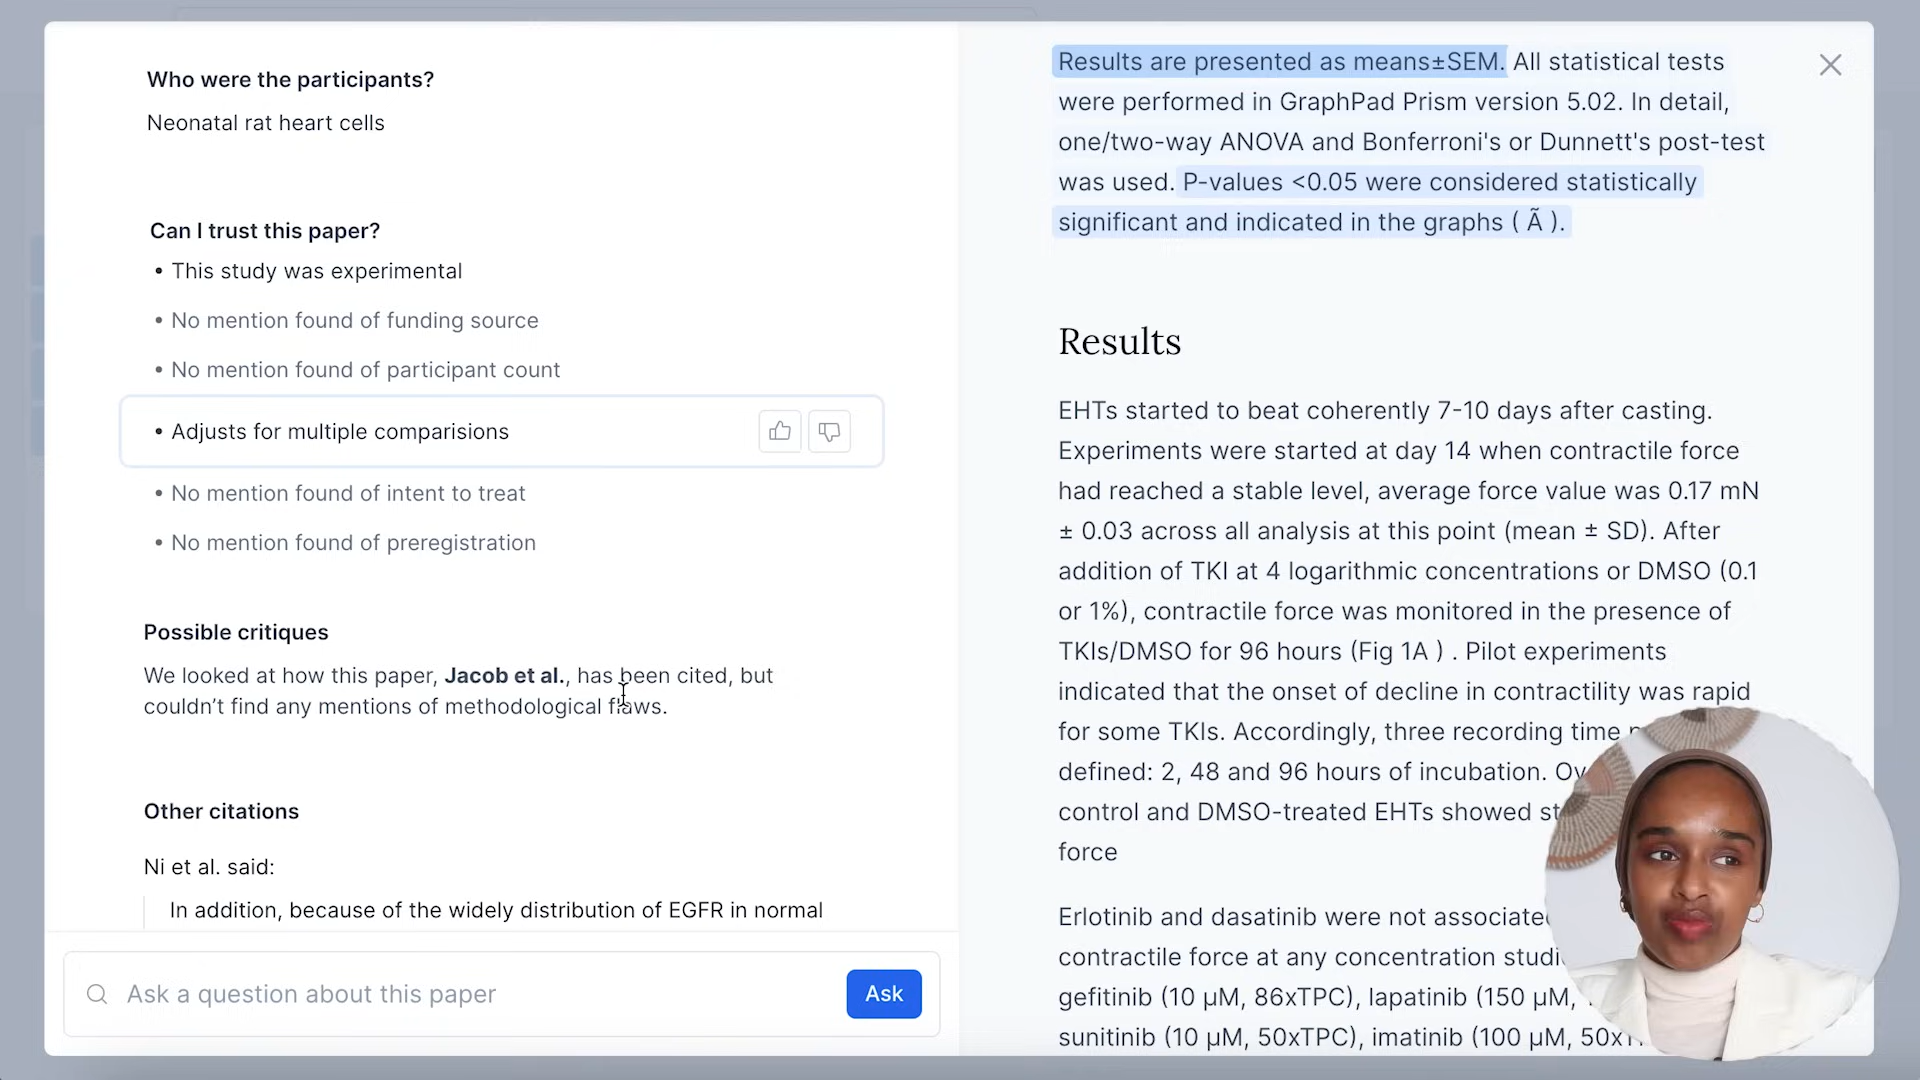 Who were the participants?
Neonatal rat heart cells
Can I trust this paper?
• This study was experimental
• No mention found of funding source
• No mention found of participant count
• Adjusts for multiple comparisions
• No mention found of intent to treat
• No mention found of preregistration
Possible critiques
We looked at how this paper, Jacob et al., has been cited, but
couldn’t find any mentions of methodological flaws.
Other citations
Ni et al. said:
In addition, because of the widely distribution of EGFR in normal
Ask a question about this paper
Ask
Results are presented as means±SEM. All statistical tests
were performed in GraphPad Prism version 5.02. In detail,
one/two-way ANOVA and Bonferroni's or Dunnett's post-test
was used. P-values <0.05 were considered statistically
significant and indicated in the graphs ( Ã ).
Results
EHTs started to beat coherently 7-10 days after casting.
Experiments were started at day 14 when contractile force
had reached a stable level, average force value was 0.17 mN
± 0.03 across all analysis at this point (mean ± SD). After
addition of TKI at 4 logarithmic concentrations or DMSO (0.1
or 1%), contractile force was monitored in the presence of
TKIs/DMSO for 96 hours (Fig 1A ) . Pilot experiments
indicated that the onset of decline in contractility was rapid
for some TKIs. Accordingly, three recording time
defined: 2, 48 and 96 hours of incubation.
control and DMSO-treated EHTs showed
force
Erlotinib and dasatinib were not
contractile force at any concentration
gefitinib (10 µM, 86xTPC), lapatinib (150 µM,
sunitinib (10 µM, 50xTPC), imatinib (100 µM,